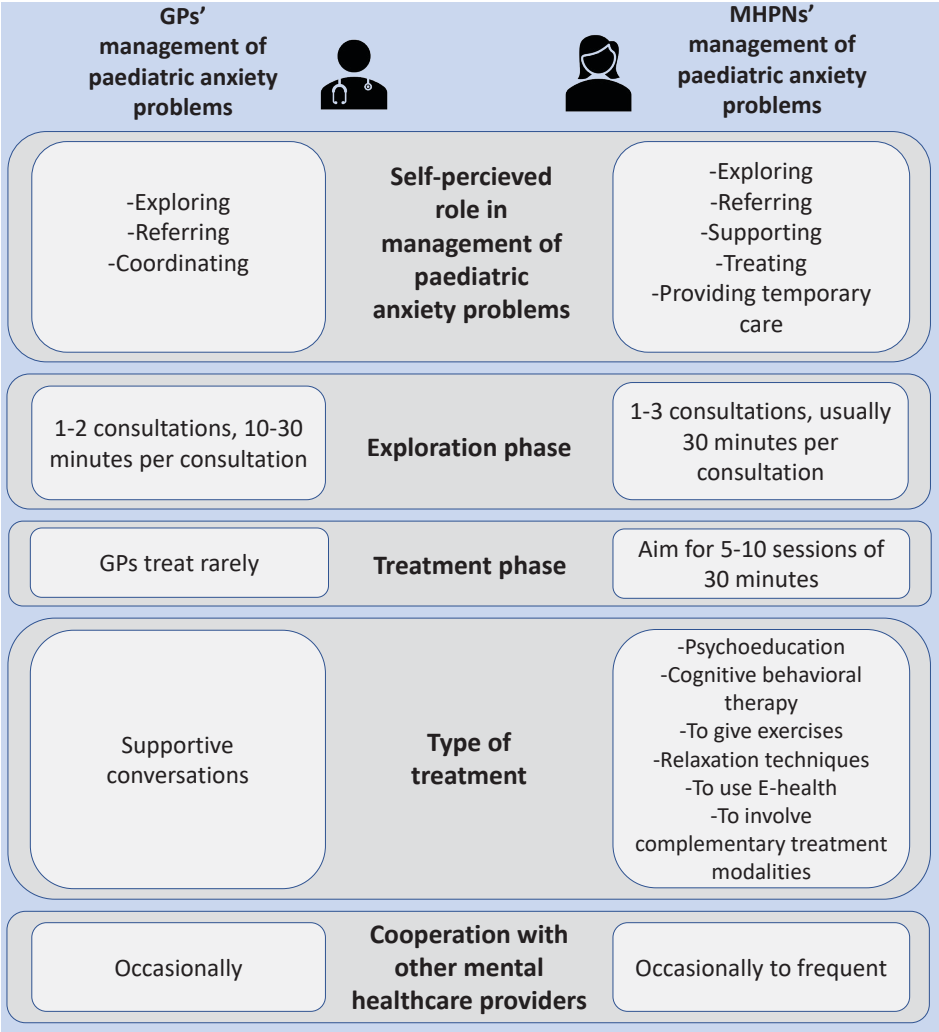 GPs'
management of
paediatric anxiety
problems
MHPNs'
management of
paediatric anxiety
problems
-Exploring
-Referring
-Coordinating
Self-percieved
role in
management of
paediatric
anxiety problems
-Exploring
-Referring
-Supporting
-Treating
-Providing temporary
care
1-2 consultations, 10-30
minutes per consultation
Exploration phase
1-3 consultations, usually
30 minutes per
consultation
GPs treat rarely
Treatment phase
Aim for 5-10 sessions of
30 minutes
Supportive
conversations
Type of
treatment
-Psychoeducation
-Cognitive behavioral
therapy
-To give exercises
-Relaxation techniques
-To use E-health
-To involve
complementary treatment
modalities
Occasionally
Cooperation with
other mental
healthcare providers
Occasionally to frequent